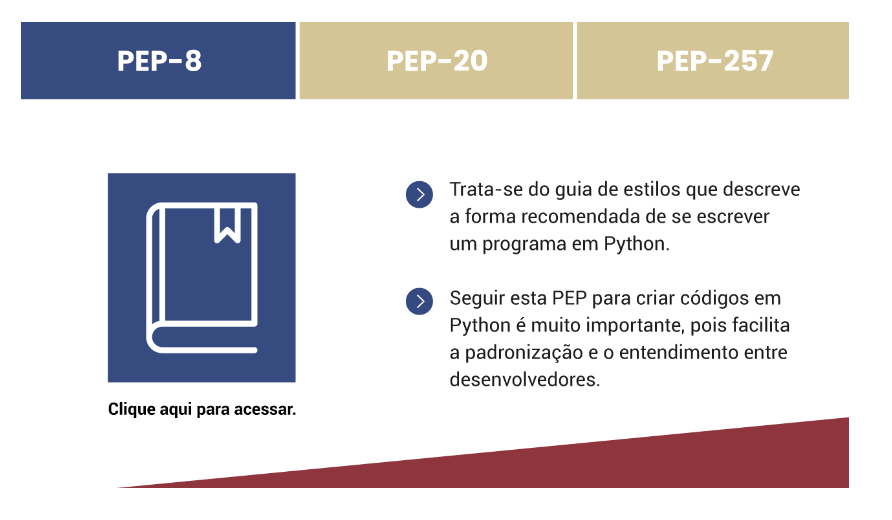 PEP-8
PEP-20
PEP-257
Trata-se do guia de estilos que descreve
a forma recomendada de se escrever
um programa em Python.
Seguir esta PEP para criar códigos em
Python é muito importante, pois facilita
a padronização e o entendimento entre
desenvolvedores.
Clique aqui para acessar.